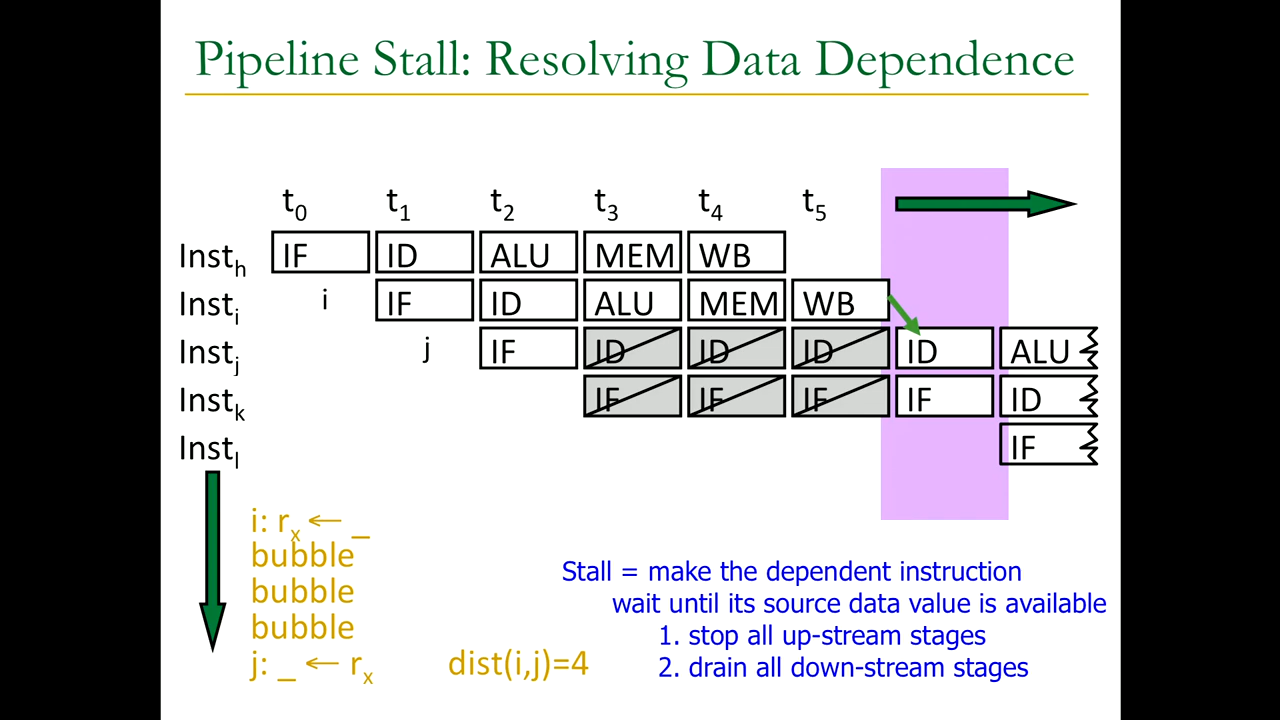 Pipeline Stall: Resolving Data Dependence
t0 t1 t2 t3 t4 t5
Insth IF ID ALU MEM WB
Insti i IF ID ALU MEM WB
Instj j IF ID ID ID ID ALU
Instk IF IF IF IF ID
Instl IF
i: rx ← _
bubble
bubble
bubble
j: _ ← rx dist(i,j)=4
Stall = make the dependent instruction
wait until its source data value is available
1. stop all up-stream stages
2. drain all down-stream stages